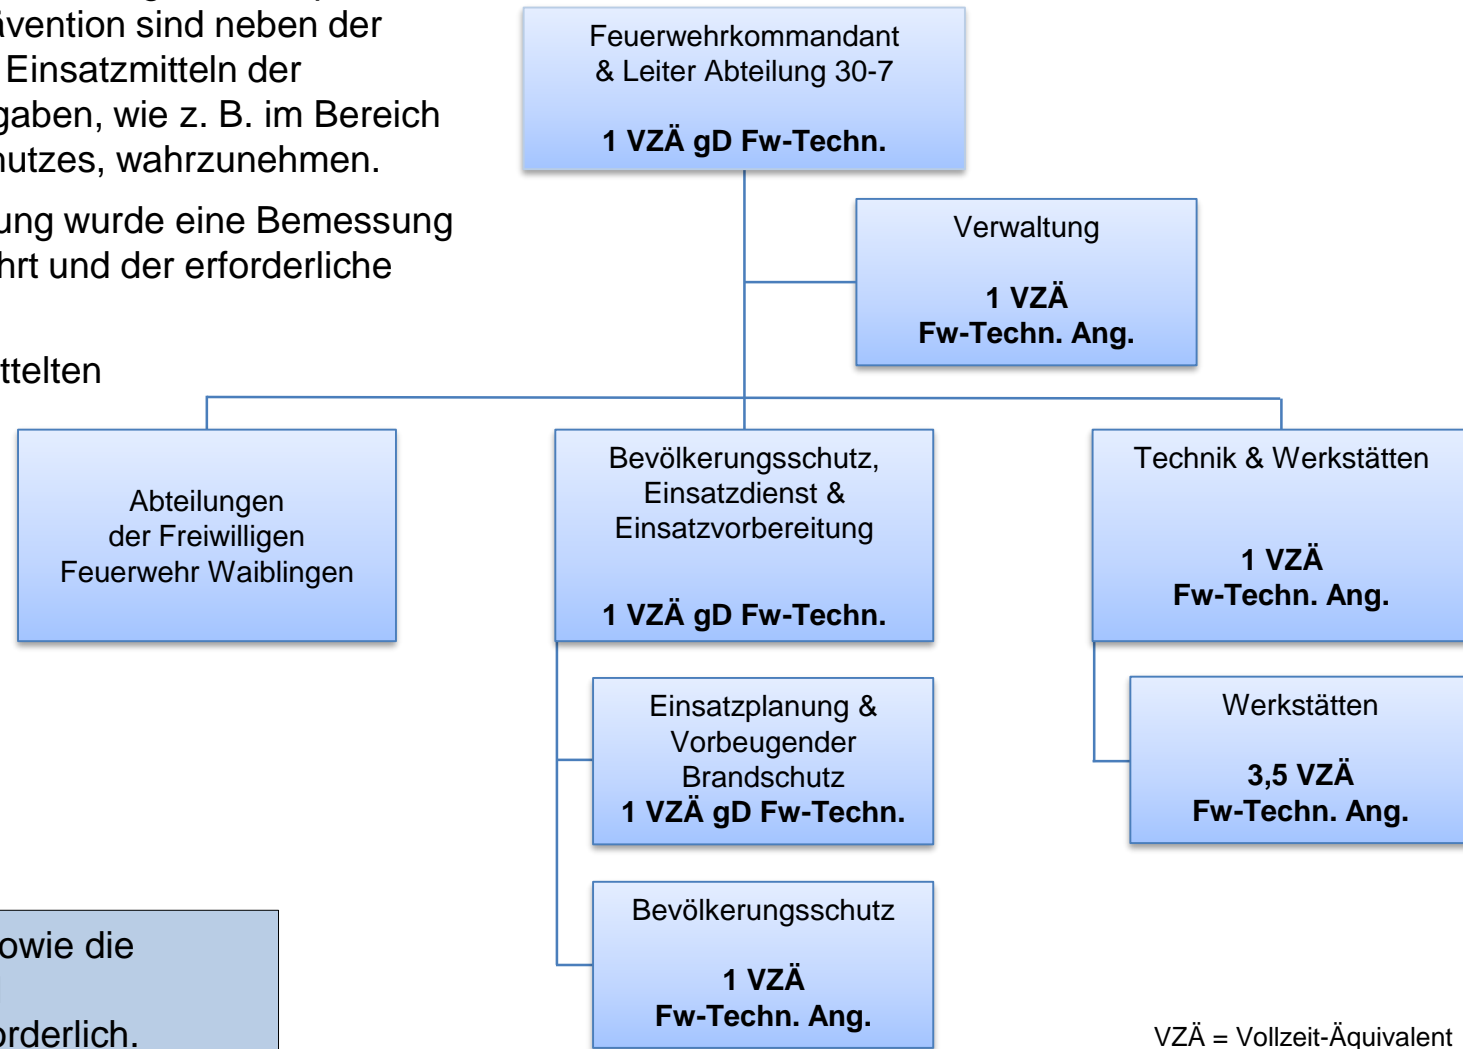 ävention sind neben der
Einsatzmitteln der
gaben, wie z. B. im Bereich
nutzes, wahrzunehmen.
ung wurde eine Bemessung
hrt und der erforderliche
ttelten
Feuerwehrkommandant
& Leiter Abteilung 30-7
1 VZÄ gD Fw-Techn.
Verwaltung
1 VZÄ
Fw-Techn. Ang.
Abteilungen
der Freiwilligen
Feuerwehr Waiblingen
Bevölkerungsschutz,
Einsatzdienst &
Einsatzvorbereitung
1 VZÄ gD Fw-Techn.
Einsatzplanung &
Vorbeugender
Brandschutz
1 VZÄ gD Fw-Techn.
Bevölkerungsschutz
1 VZÄ
Fw-Techn. Ang.
Technik & Werkstätten
1 VZÄ
Fw-Techn. Ang.
Werkstätten
3,5 VZÄ
Fw-Techn. Ang.
owie die
orderlich.
VZÄ = Vollzeit-Äquivalent